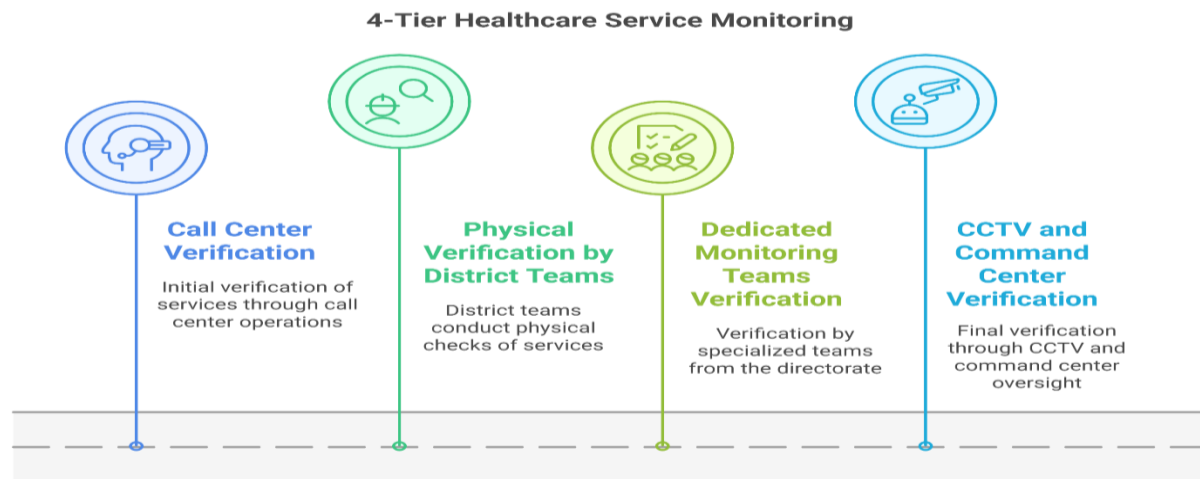 4-Tier Healthcare Service Monitoring
Call Center
Verification
Initial verification of
services through call
center operations
Physical
Verification by
District Teams
District teams
conduct physical
checks of services
Dedicated
Monitoring
Teams
Verification
Verification by
specialized teams
from the directorate
CCTV and
Command
Center
Verification
Final verification
through CCTV and
command center
oversight